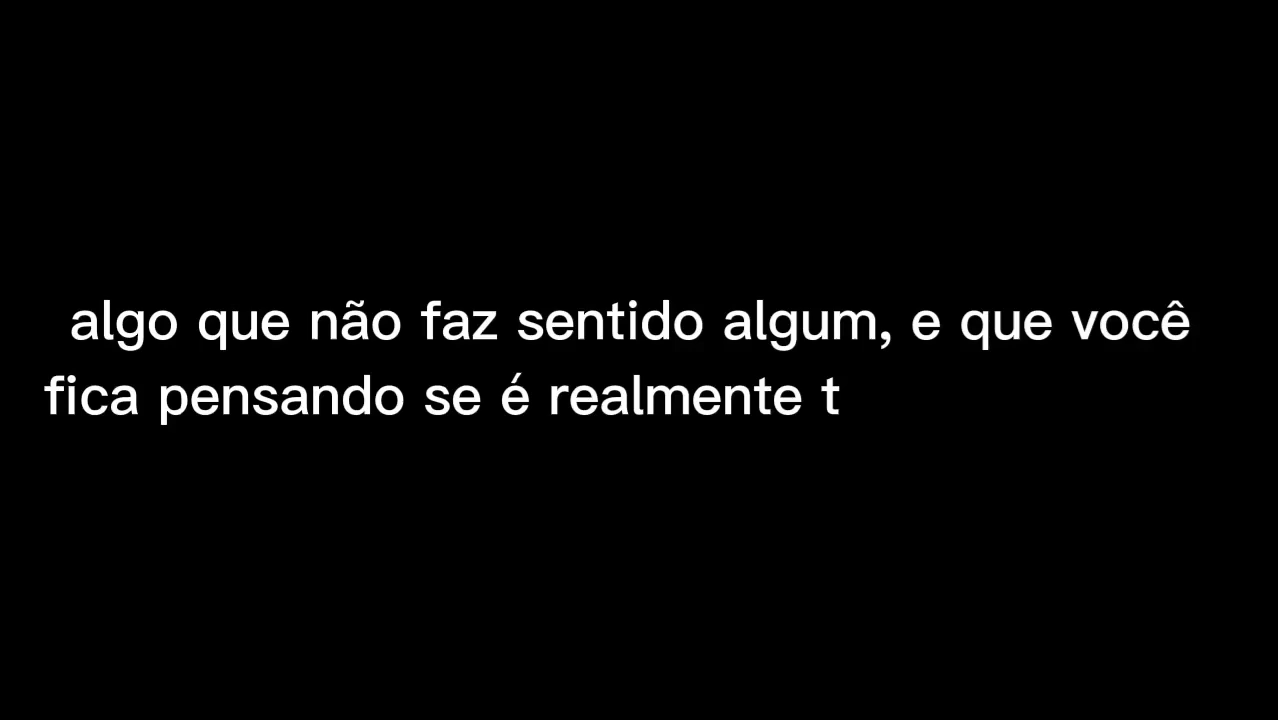 algo que não faz sentido algum, e que você
fica pensando se é realmente t